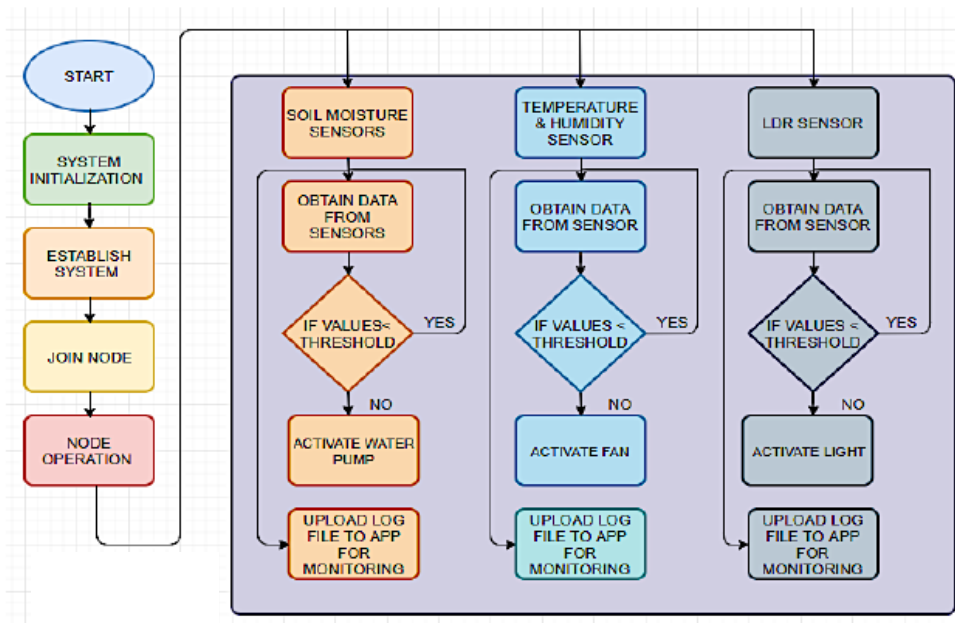 START
SYSTEM
INITIALIZATION
ESTABLISH
SYSTEM
JOIN NODE
NODE
OPERATION
SOIL MOISTURE
SENSORS
OBTAIN DATA
FROM
SENSORS
IF VALUES<
THRESHOLD
YES
NO
ACTIVATE WATER
PUMP
UPLOAD LOG
FILE TO APP
FOR
MONITORING
TEMPERATURE
& HUMIDITY
SENSOR
OBTAIN DATA
FROM SENSOR
IF VALUES <
THRESHOLD
YES
NO
ACTIVATE FAN
UPLOAD LOG
FILE TO APP
FOR
MONITORING
LDR SENSOR
OBTAIN DATA
FROM SENSOR
IF VALUES <
THRESHOLD
YES
NO
ACTIVATE LIGHT
UPLOAD LOG
FILE TO APP
FOR
MONITORING